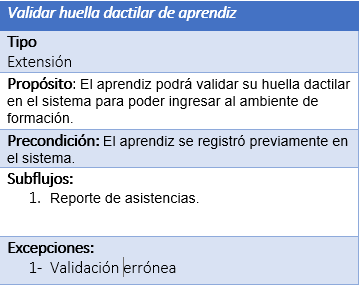 Validar huella dactilar de aprendiz
Tipo
Extensión
Propósito: El aprendiz podrá validar su huella dactilar
en el sistema para poder ingresar al ambiente de
formación.
Precondición: El aprendiz se registró previamente en
el sistema.
Subflujos:
1. Reporte de asistencias.
Excepciones:
1- Validación errónea